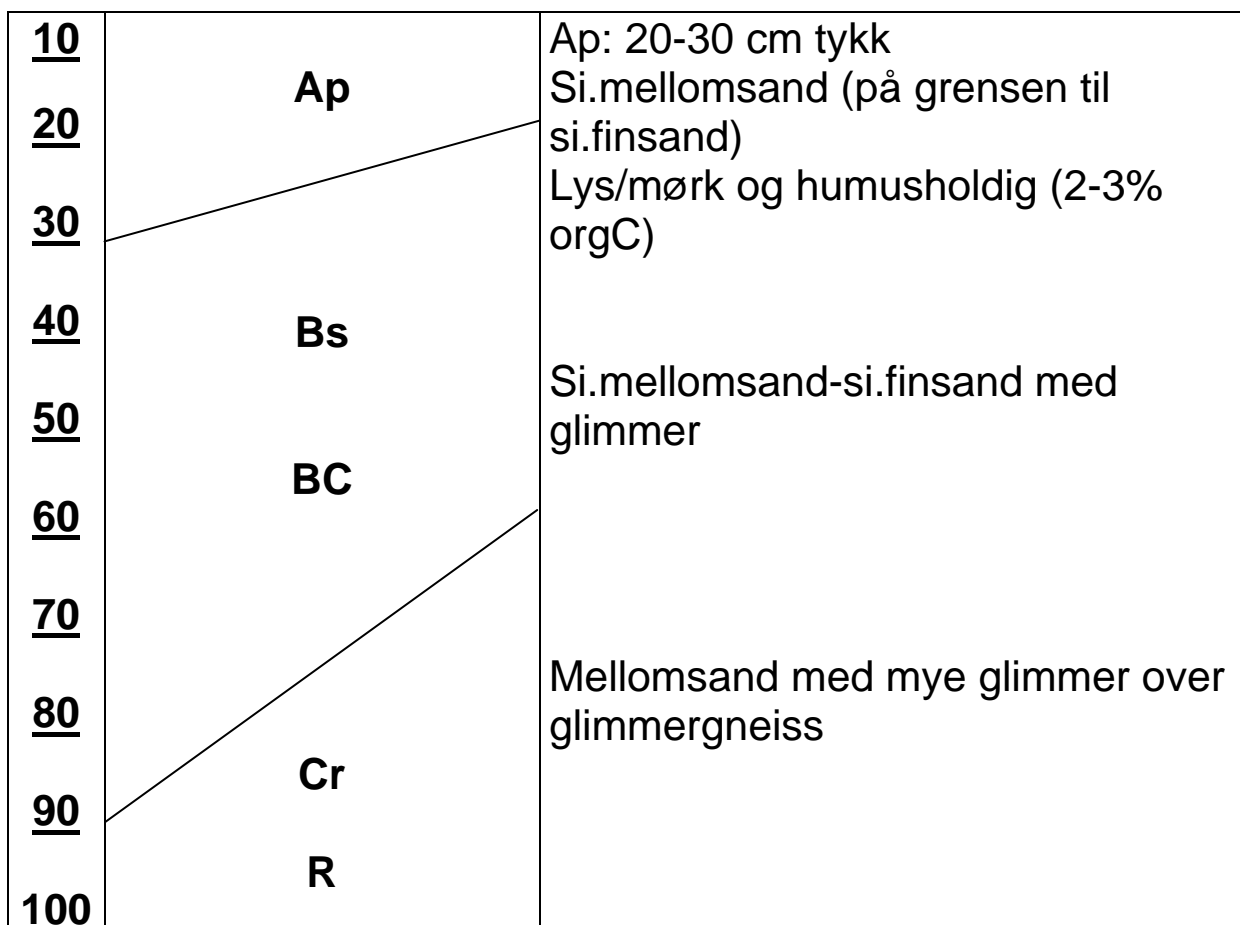 10
Ap
20
30
40
Bs
50
BC
60
70
80
Cr
90
R
100
Ap: 20-30 cm tykk
Si.mellomsand (på grensen til
si.finsand)
Lys/mørk og humusholdig (2-3%
orgC)
Si.mellomsand-si.finsand med
glimmer
Mellomsand med mye glimmer over
glimmergneiss